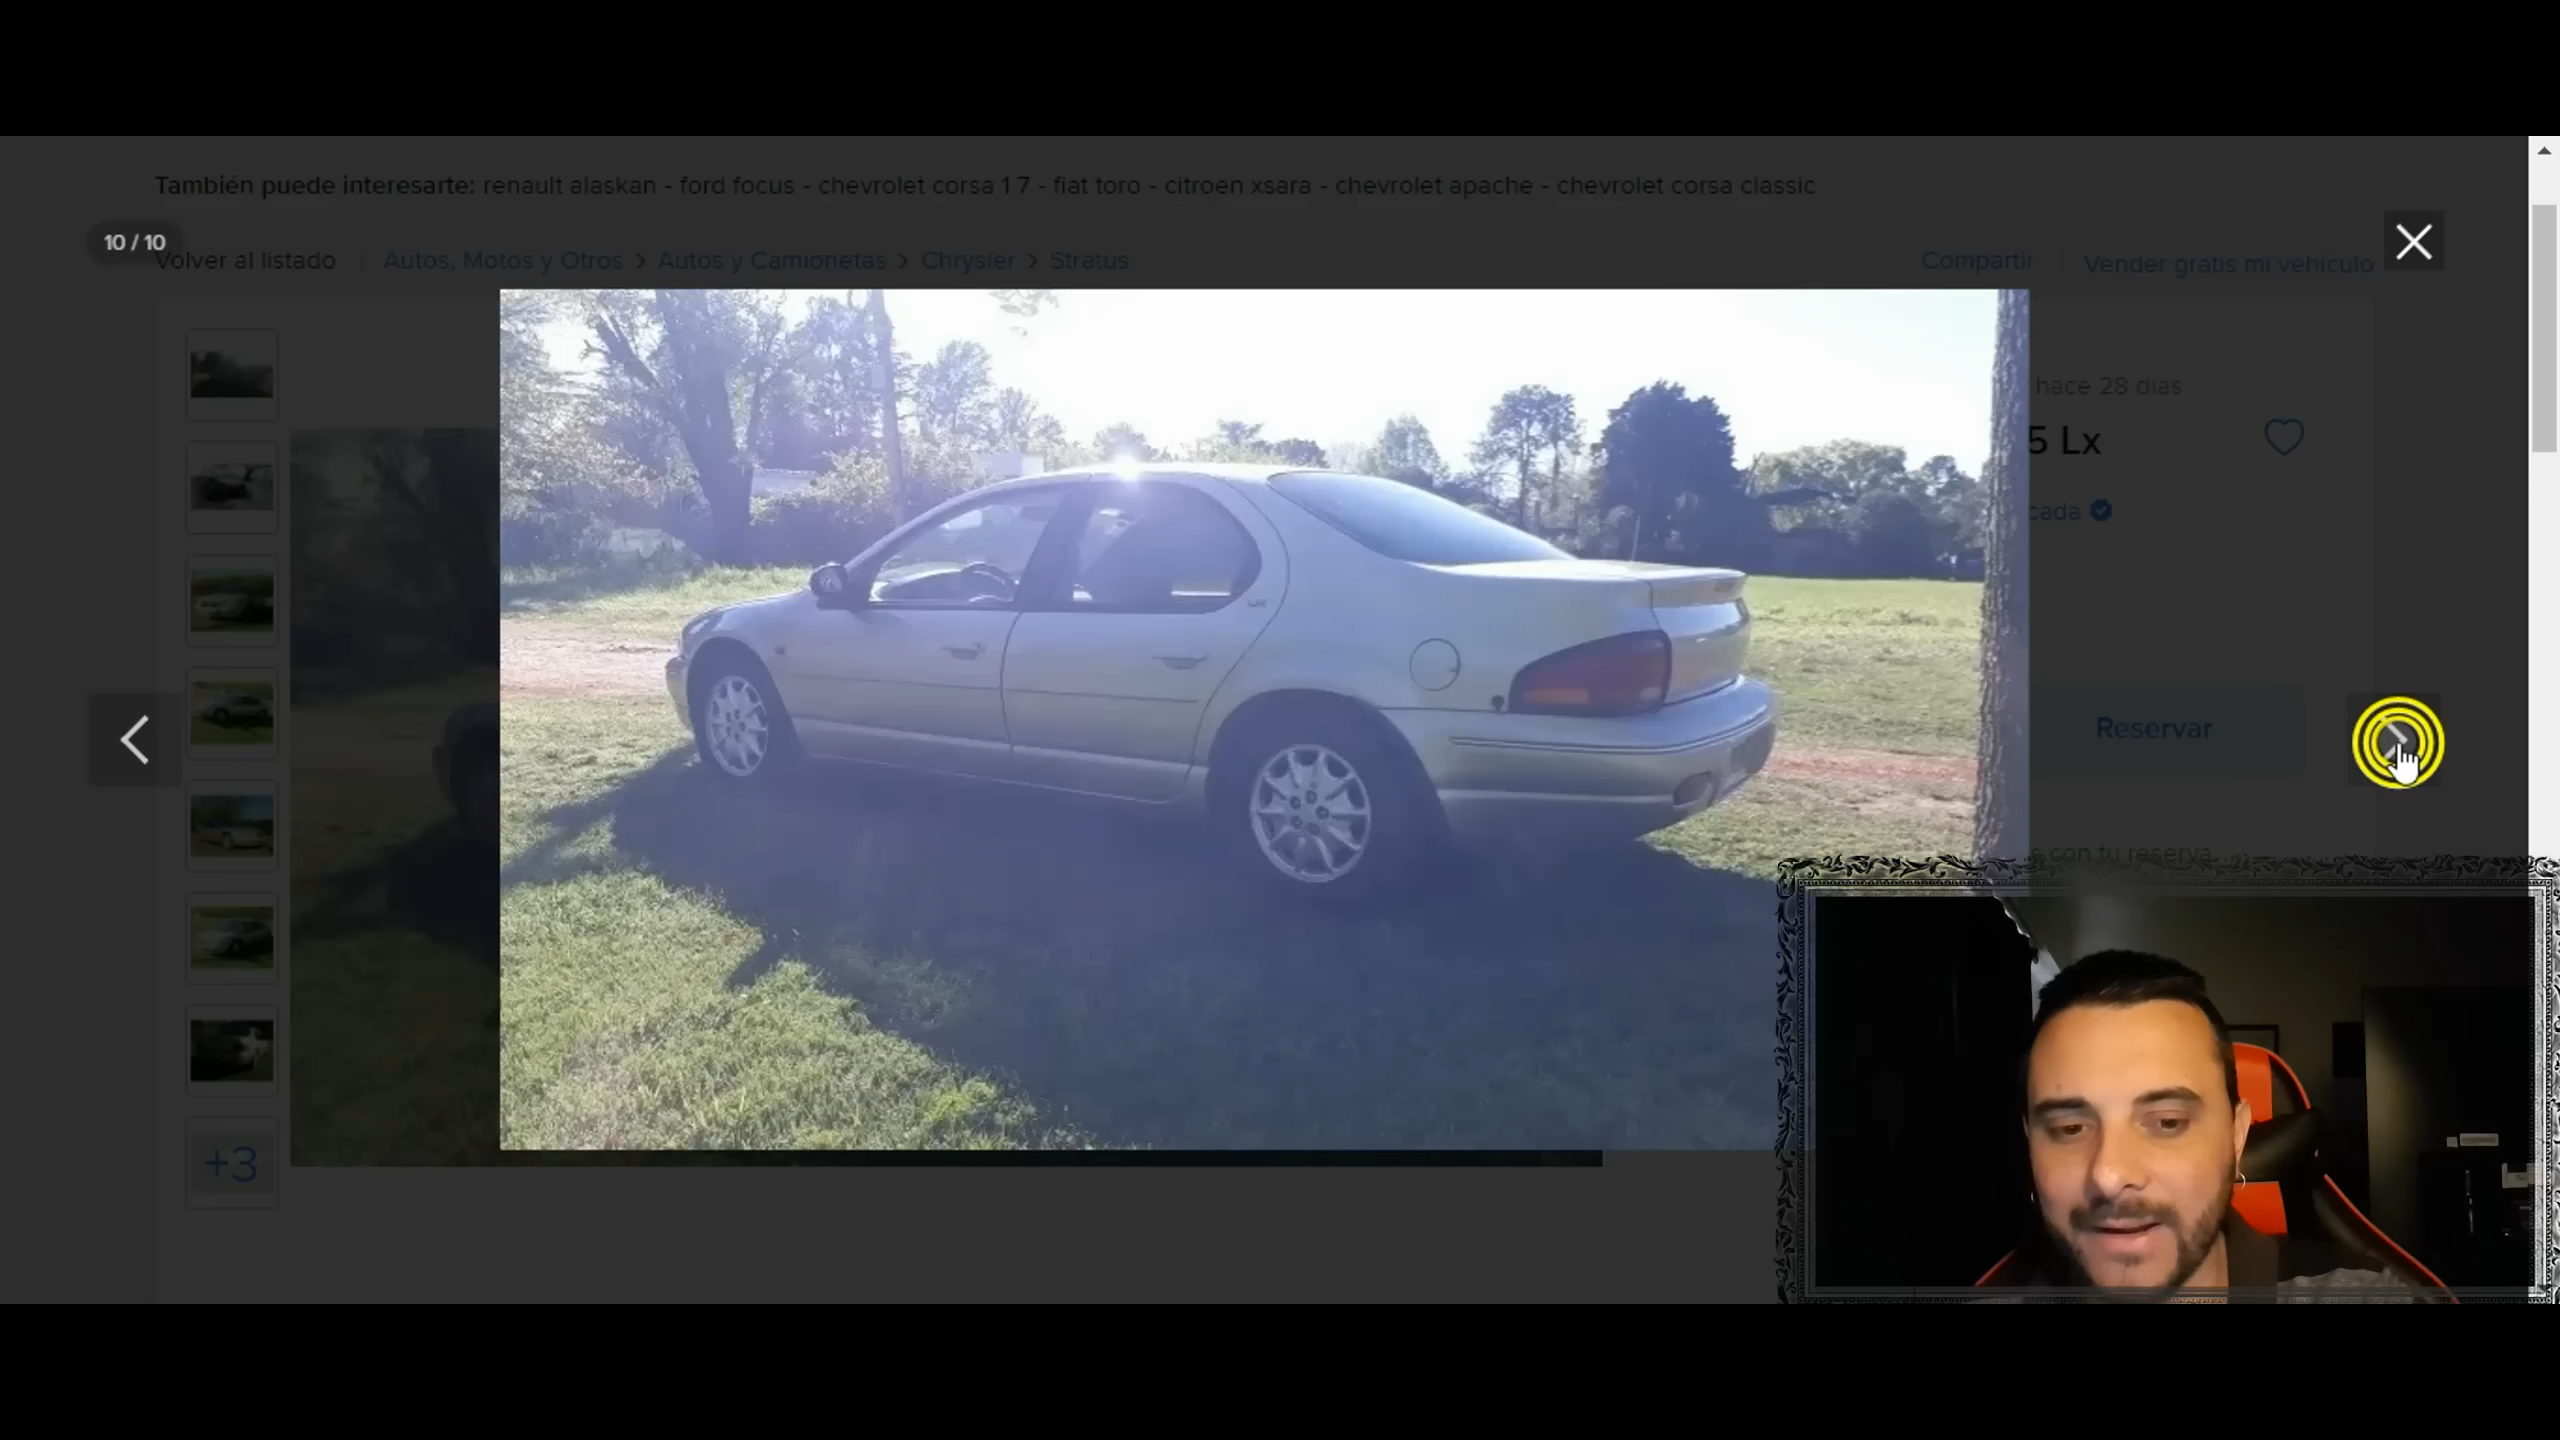 También puede interesarte: renault alaskan - ford focus - chevrolet corsa 1 7 - fiat toro - citroen xsara - chevrolet apache - chevrolet corsa classic
10 / 10
Volver al listado
Autos, Motos y Otros > Autos y Camionetas > Chrysler > Stratus
Compartir
Vender gratis mi vehículo
hace 28 días
5 Lx
cada
Reservar
con tu reserva
+3